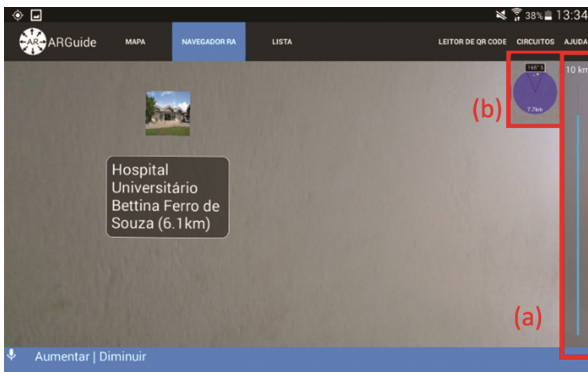 38% 13:34
AR ARGuide MAPA NAVEGADOR RA LISTA LEITOR DE QR CODE CIRCUITOS AJUDA
10 km
7.7km
(b)
Hospital
Universitário
Bettina Ferro de
Souza (6.1km)
(a)
Aumentar | Diminuir